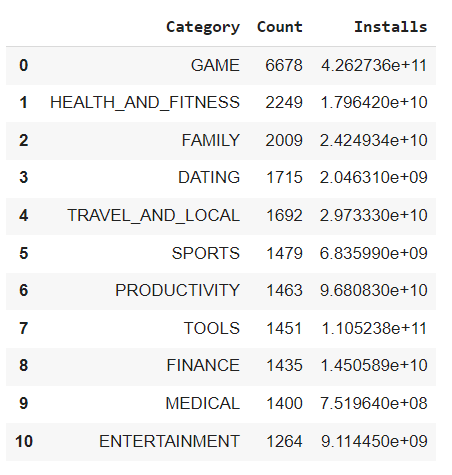 Category Count Installs
0 GAME 6678 4.262736e+11
1 HEALTH_AND_FITNESS 2249 1.796420e+10
2 FAMILY 2009 2.424934e+10
3 DATING 1715 2.046310e+09
4 TRAVEL_AND_LOCAL 1692 2.973330e+10
5 SPORTS 1479 6.835990e+09
6 PRODUCTIVITY 1463 9.680830e+10
7 TOOLS 1451 1.105238e+11
8 FINANCE 1435 1.450589e+10
9 MEDICAL 1400 7.519640e+08
10 ENTERTAINMENT 1264 9.114450e+09